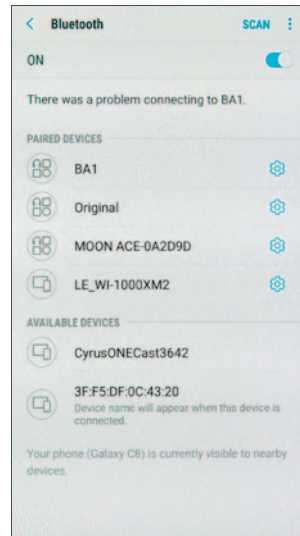 Bluetooth SCAN
ON
There was a problem connecting to BA1.
PAIRED DEVICES
BA1
Original
MOON ACE-0A2D9D
LE_WI-1000XM2
AVAILABLE DEVICES
CyrusONECast3642
3F:F5:DF:0C:43:20
Device name will appear when this device is
connected.
Your phone (Galaxy C8) is currently visible to nearby
devices.